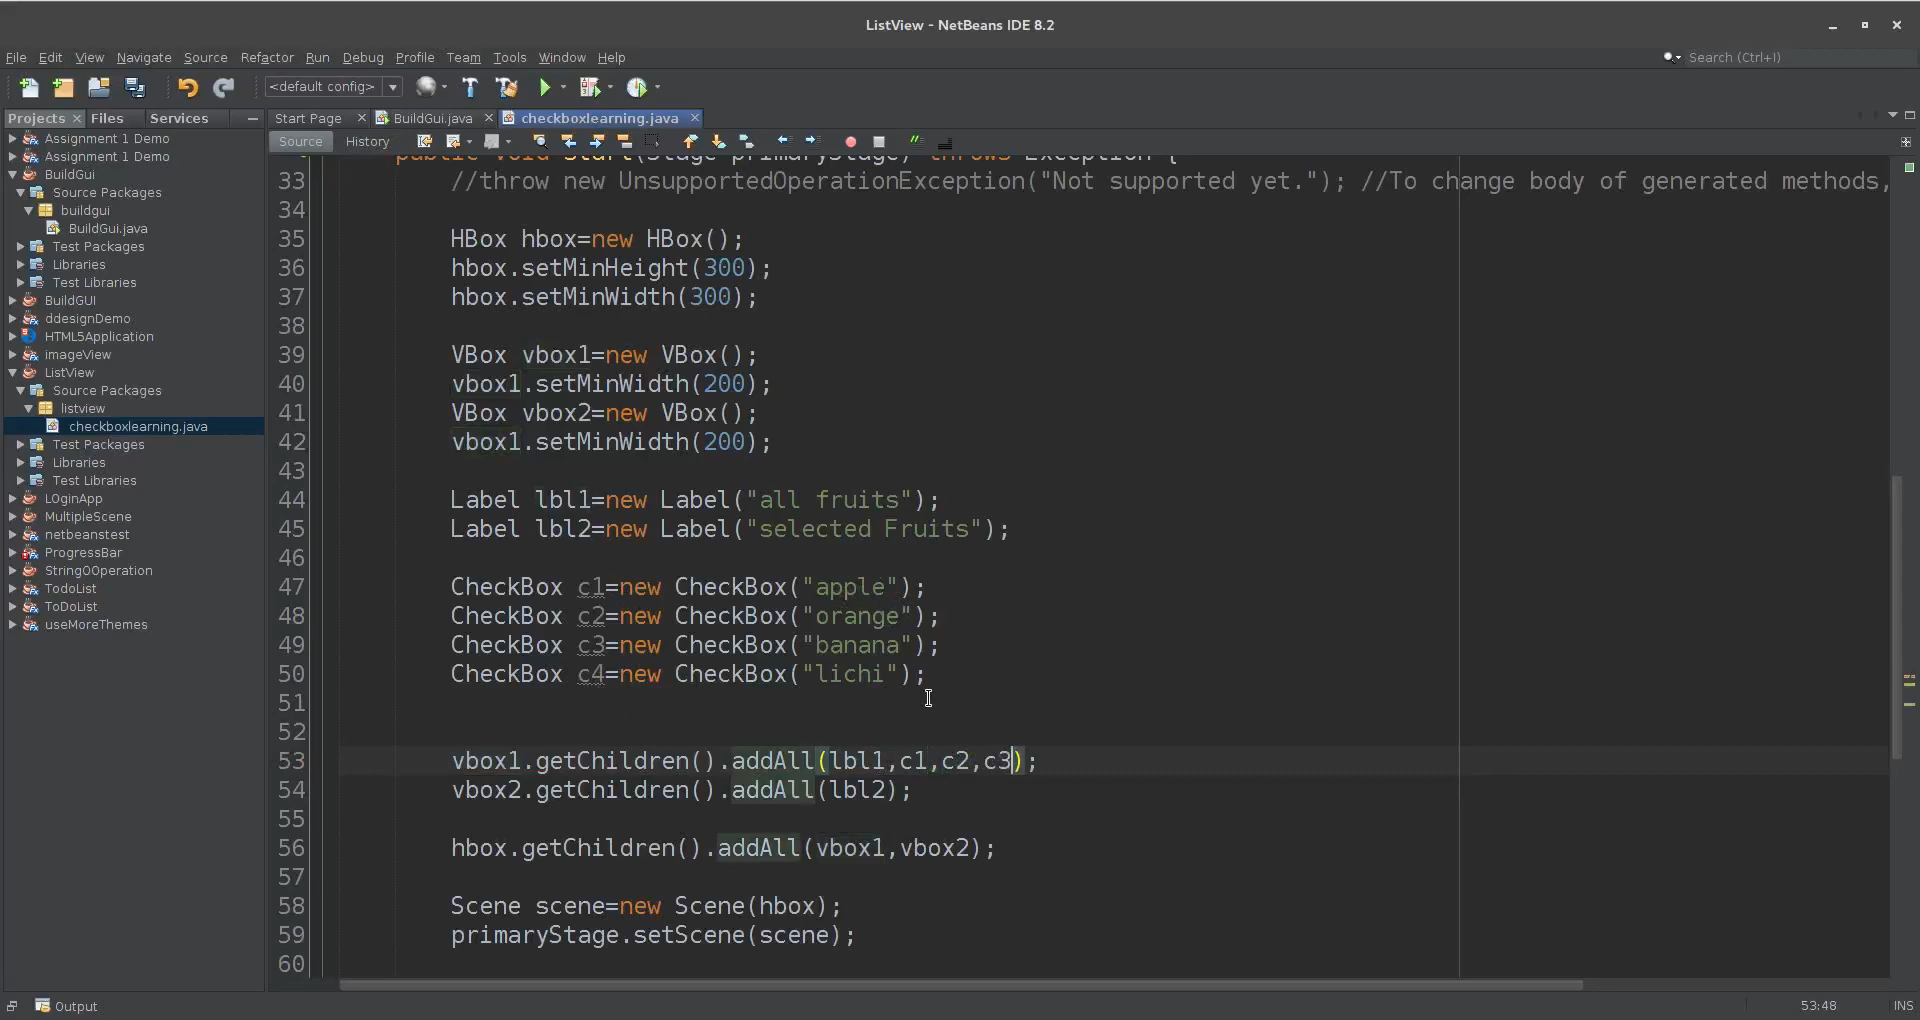 ListView - NetBeans IDE 8.2
File Edit View Navigate Source Refactor Run Debug Profile Team Tools Window Help
Search (Ctrl+I)
<default config>
Projects Files Services
Start Page BuildGui.java checkboxlearning.java
Source History
Assignment 1 Demo
Assignment 1 Demo
BuildGui
Source Packages
buildgui
BuildGui.java
Test Packages
Libraries
Test Libraries
BuildGUI
ddesignDemo
HTML5Application
imageView
ListView
Source Packages
listview
checkboxlearning.java
Test Packages
Libraries
Test Libraries
LOginApp
MultipleScene
netbeanstest
ProgressBar
StringOOperation
TodoList
ToDoList
useMoreThemes
public void start(Stage primaryStage) throws Exception {
33 //throw new UnsupportedOperationException("Not supported yet."); //To change body of generated methods,
34
35 HBox hbox=new HBox();
36 hbox.setMinHeight(300);
37 hbox.setMinWidth(300);
38
39 VBox vbox1=new VBox();
40 vbox1.setMinWidth(200);
41 VBox vbox2=new VBox();
42 vbox1.setMinWidth(200);
43
44 Label lbl1=new Label("all fruits");
45 Label lbl2=new Label("selected Fruits");
46
47 CheckBox c1=new CheckBox("apple");
48 CheckBox c2=new CheckBox("orange");
49 CheckBox c3=new CheckBox("banana");
50 CheckBox c4=new CheckBox("lichi");
51
52
53 vbox1.getChildren().addAll(lbl1,c1,c2,c3);
54 vbox2.getChildren().addAll(lbl2);
55
56 hbox.getChildren().addAll(vbox1,vbox2);
57
58 Scene scene=new Scene(hbox);
59 primaryStage.setScene(scene);
60
Output
53:48 INS